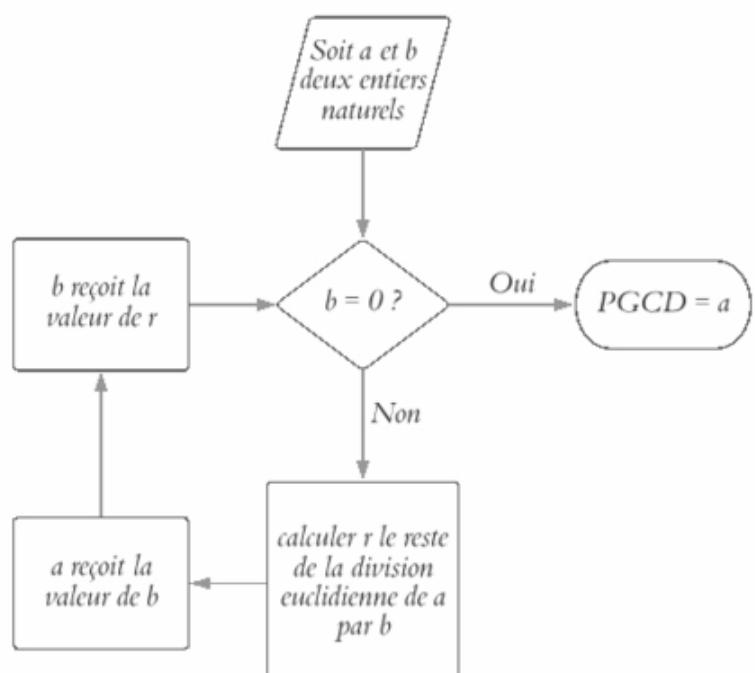 Soit a et b
deux entiers
naturels
b = 0 ?
Oui
PGCD = a
Non
calculer r le reste
de la division
euclidienne de a
par b
a reçoit la
valeur de b
b reçoit la
valeur de r